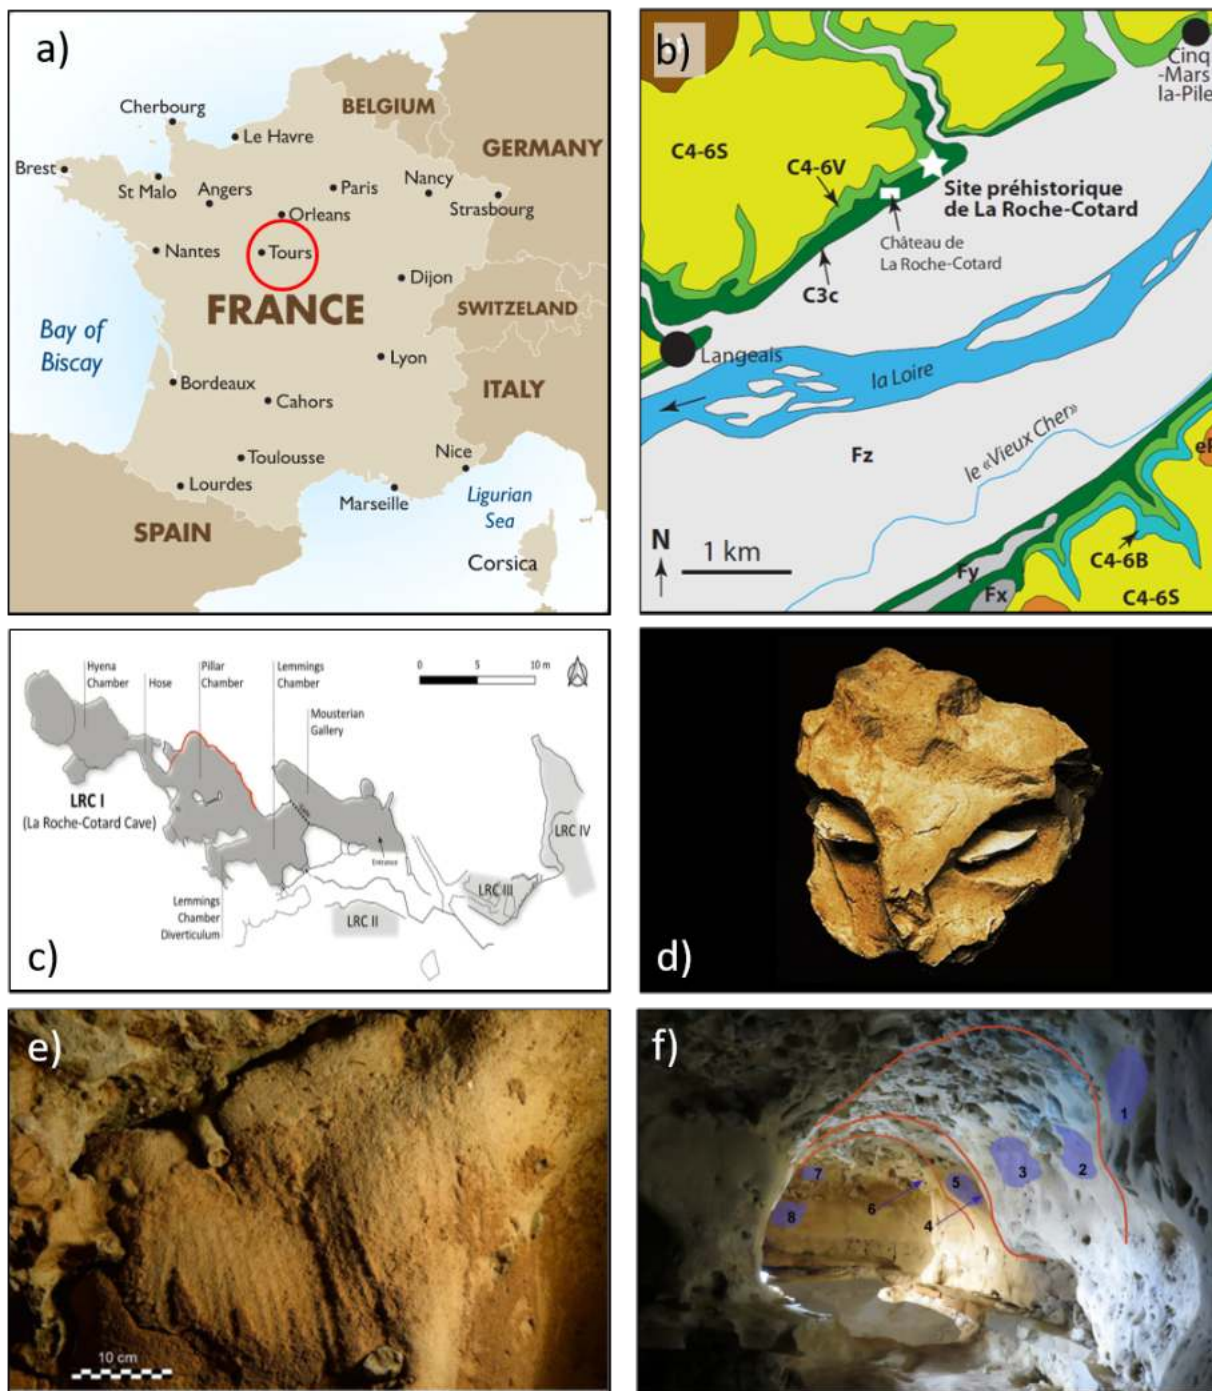 a)
BELGIUM
GERMANY
Cherbourg
Le Havre
Brest
St Malo
Angers
Paris
Nancy
Strasbourg
Orleans
Nantes
Tours
Dijon
FRANCE
SWITZELAND
Bay of
Biscay
Lyon
ITALY
Bordeaux
Cahors
Toulousse
Nice
Lourdes
Marseille
Ligurian
Sea
SPAIN
Corsica
b)
Cinq
-Mars
la-Pile
C4-6S
C4-6V
Site préhistorique
de La Roche-Cotard
Château de
La Roche-Cotard
C3c
Langeais
la Loire
Fz
le «Vieux Cher»
N
1 km
Fy
Fx
C4-6B
C4-6S
Hyena
Chamber
Hose
Pillar
Chamber
Lemmings
Chamber
Mousterian
Gallery
0 5 10 m
LRC I
(La Roche-Cotard Cave)
Entrance
LRC IV
LRC III
LRC II
Lemmings
Chamber
Diverticulum
c)
d)
e)
10 cm
f)
1
2
3
4
5
6
7
8